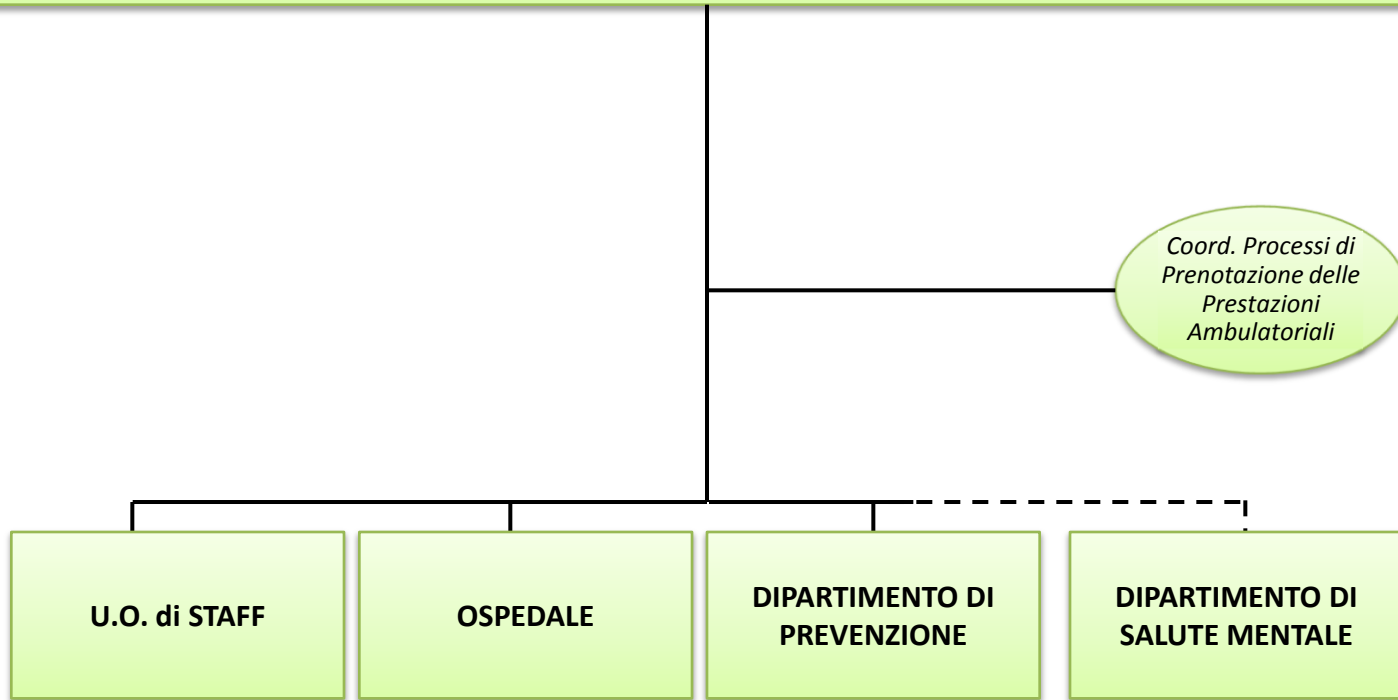 Coord. Processi di
Prenotazione delle
Prestazioni
Ambulatoriali
U.O. di STAFF
OSPEDALE
DIPARTIMENTO DI
PREVENZIONE
DIPARTIMENTO DI
SALUTE MENTALE